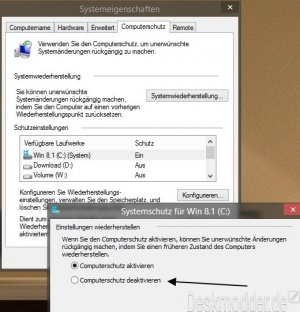 Systemeigenschaften
Computername Hardware Erweitert Computerschutz Remote
Verwenden Sie den Computerschutz, um unerwünschte
Systemänderungen rückgängig zu machen.
Systemwiederherstellung
Sie können unerwünschte
Systemänderungen rückgängig machen,
indem Sie den Computer auf einen vorherigen
Wiederherstellungspunkt zurücksetzen.
Systemwiederherstellung...
Schutzeinstellungen
Verfügbare Laufwerke Schutz
Win 8.1 (C:) (System) Ein
Download (D:) Aus
Volume (W:) Aus
Konfigurieren Sie Wiederherstellungs-
einstellungen, verwalten Sie den Speicherplatz, und
löschen Sie
Konfigurieren...
Dient zum
Wiederher
aktivierten
Systemschutz für Win 8.1 (C:)
Einstellungen wiederherstellen
Wenn Sie den Computerschutz aktivieren, können Sie unerwünschte Änderungen
rückgängig machen, indem Sie einen früheren Zustand des Computers
wiederherstellen.
Computerschutz aktivieren
Computerschutz deaktivieren
Deskmodder.de